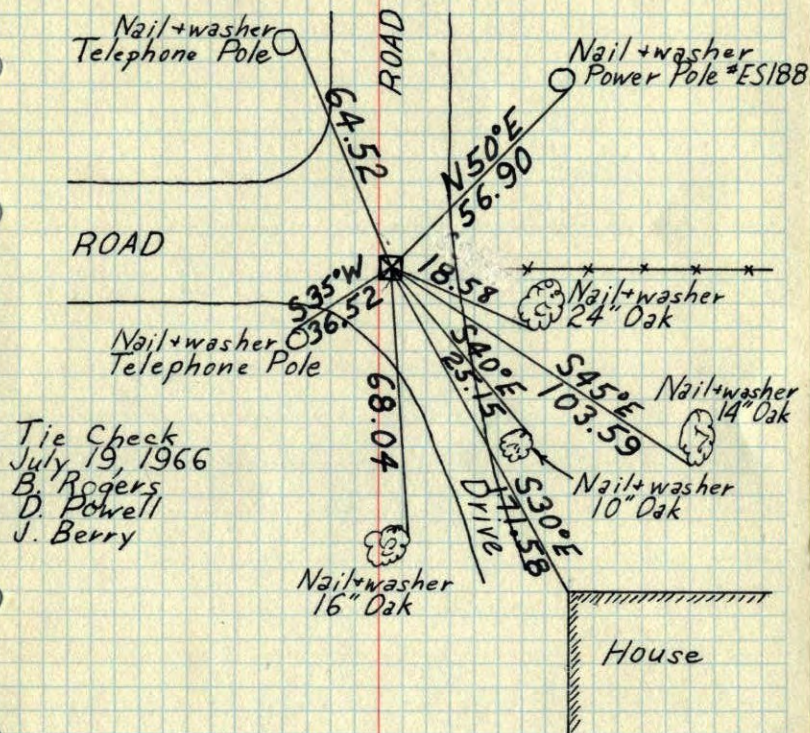 Nail+washer
Telephone Pole
ROAD
Nail+washer
Power Pole #ES188
64.52
N50°E
56.90
ROAD
18.58
Nail+washer
24" Oak
S35°W
36.52
Nail+washer
Telephone Pole
S40°E
25.15
S45°E
103.59
Nail+washer
14" Oak
68.04
Tie Check
July 19, 1966
B. Rogers
D. Powell
J. Berry
Nail+washer
10" Oak
Drive
S30°E
171.58
Nail+washer
16" Oak
House